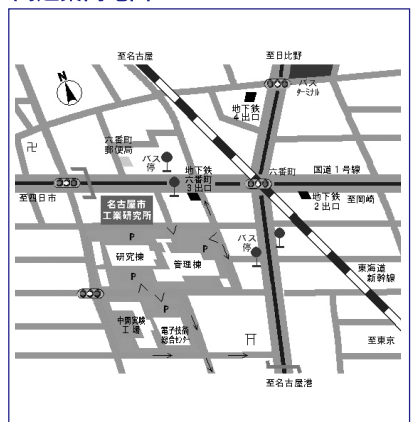 至名古屋
至日比野
N
バス
ターミナル
地下鉄
4出口
六番町
郵便局
バス
停
地下鉄
六番町
3出口
六番町
国道1号線
至四日市
地下鉄
2出口
至岡崎
名古屋市
工業研究所
P
研究棟
P
管理棟
バス
停
東海道
新幹線
P
中間実験
工場
電子技術
総合センター
至東京
至名古屋港